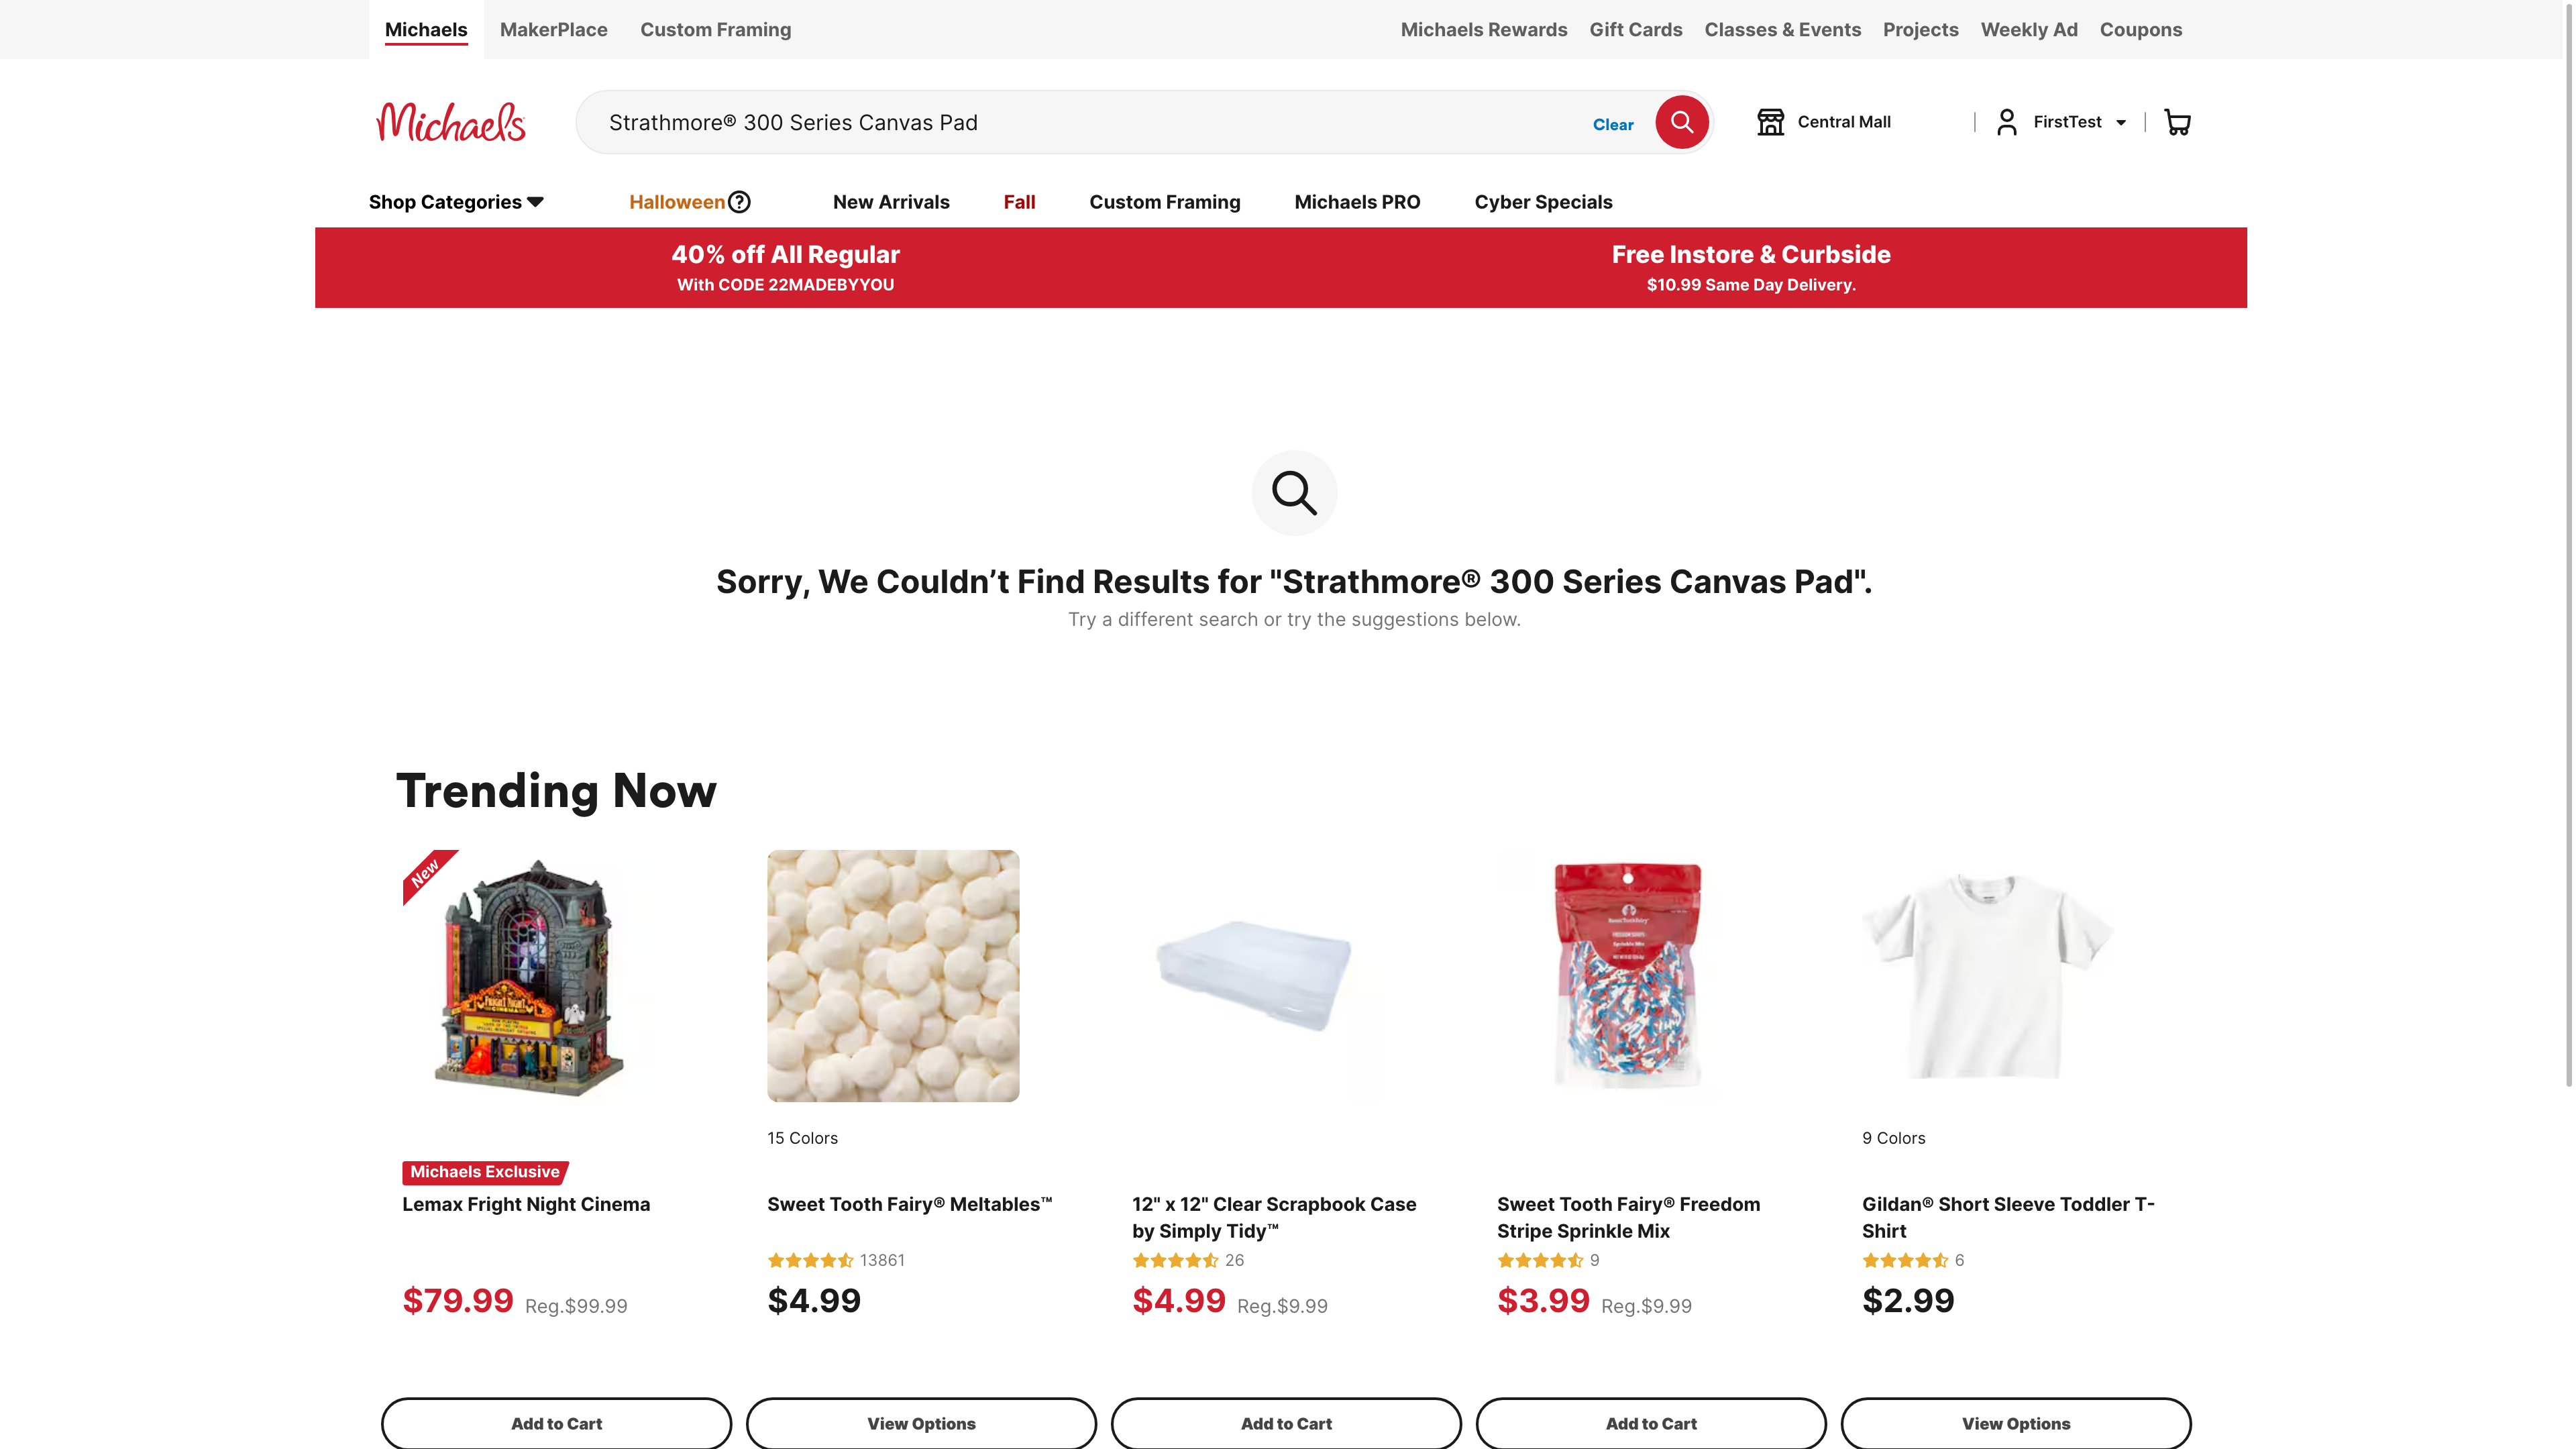 Michaels
MakerPlace
Custom Framing
Michaels Rewards
Gift Cards
Classes & Events
Projects
Weekly Ad
Coupons
Michaels
Strathmore® 300 Series Canvas Pad
Clear
Central Mall
FirstTest
Shop Categories
Halloween
New Arrivals
Fall
Custom Framing
Michaels PRO
Cyber Specials
40% off All Regular
With CODE 22MADEBYYOU
Free Instore & Curbside
$10.99 Same Day Delivery.
Sorry, We Couldn’t Find Results for "Strathmore® 300 Series Canvas Pad".
Try a different search or try the suggestions below.
Trending Now
New
Michaels Exclusive
Lemax Fright Night Cinema
$79.99 Reg.$99.99
Add to Cart
15 Colors
Sweet Tooth Fairy® Meltables™
13861
$4.99
View Options
12" x 12" Clear Scrapbook Case
by Simply Tidy™
26
$4.99 Reg.$9.99
Add to Cart
Sweet Tooth Fairy® Freedom
Stripe Sprinkle Mix
9
$3.99 Reg.$9.99
Add to Cart
9 Colors
Gildan® Short Sleeve Toddler T-
Shirt
6
$2.99
View Options